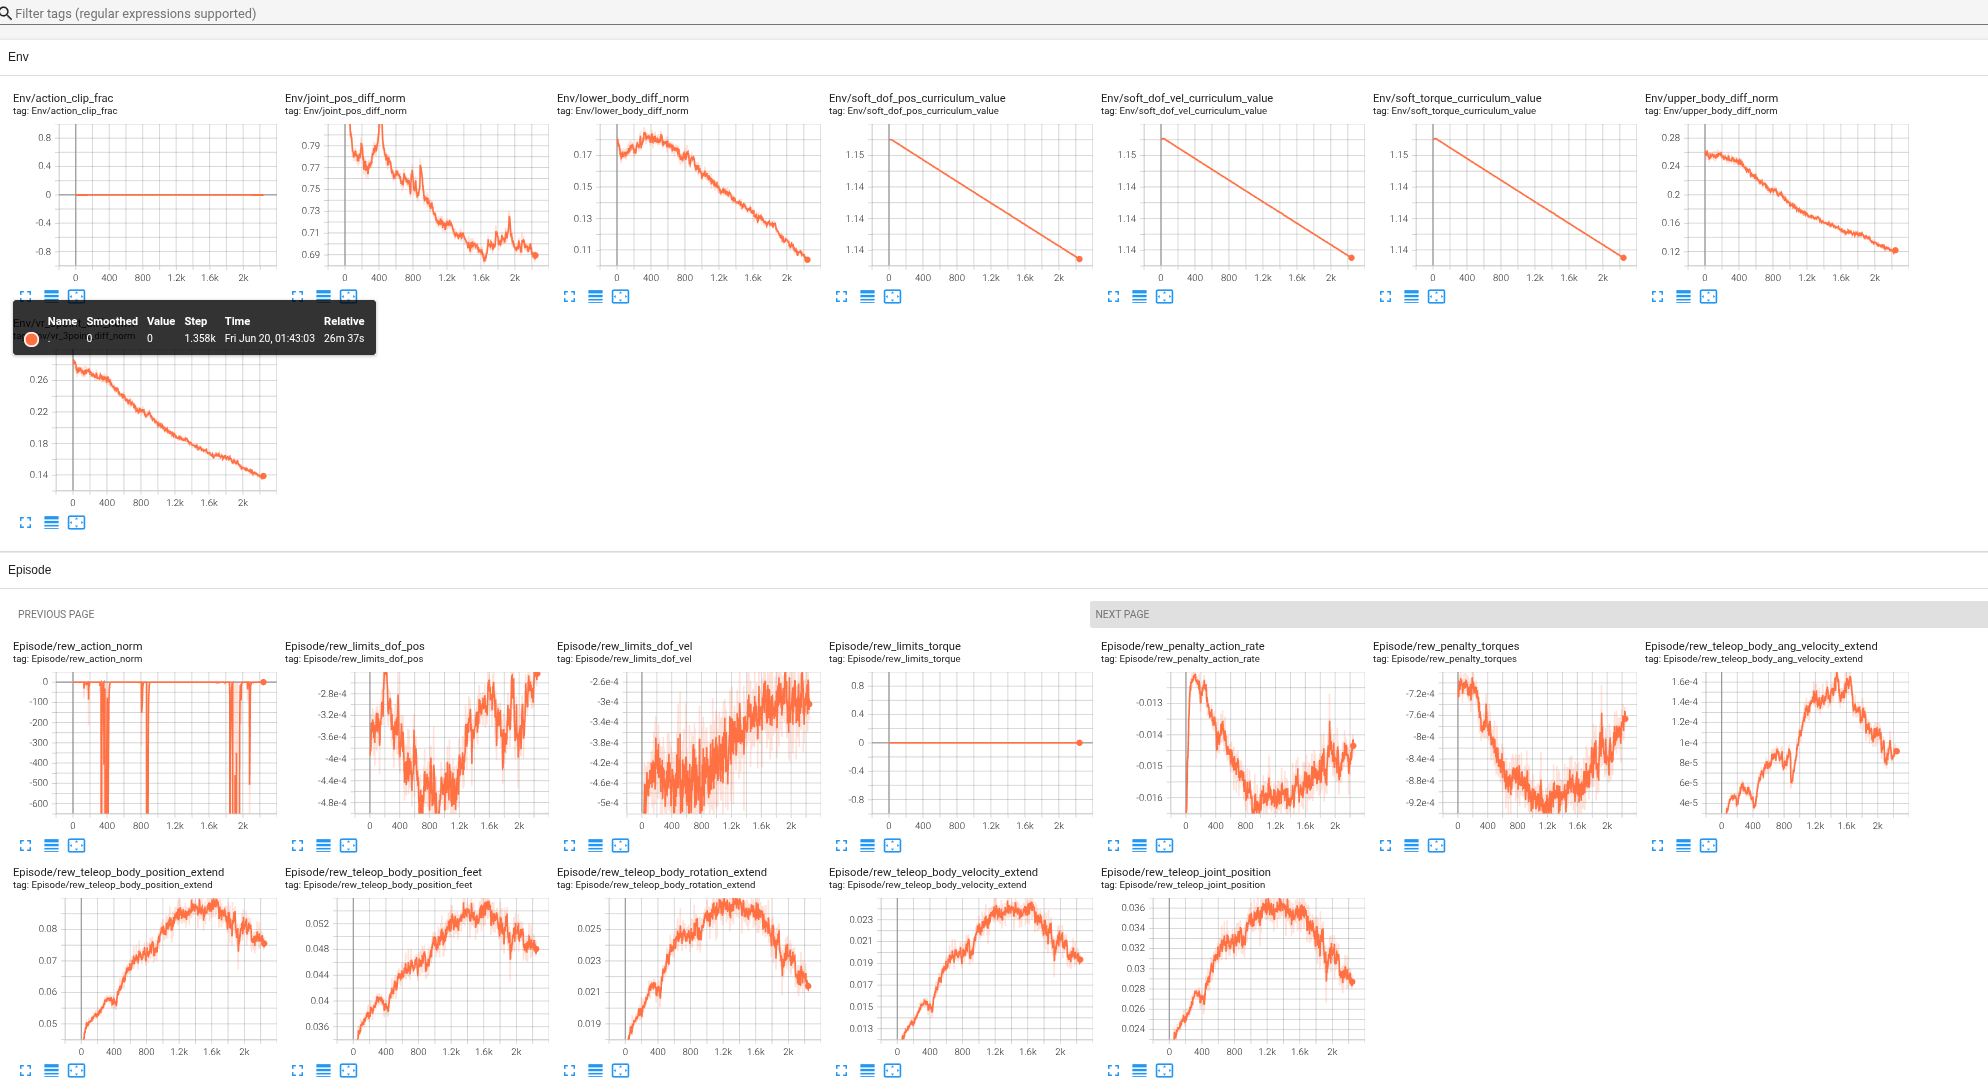 Filter tags (regular expressions supported)
Env
Env/action_clip_frac
tag: Env/action_clip_frac
0.8
0.4
0
-0.4
-0.8
0 400 800 1.2k 1.6k 2k
Env/joint_pos_diff_norm
tag: Env/joint_pos_diff_norm
0.79
0.77
0.75
0.73
0.71
0.69
0 400 800 1.2k 1.6k 2k
Env/lower_body_diff_norm
tag: Env/lower_body_diff_norm
0.17
0.15
0.13
0.11
0 400 800 1.2k 1.6k 2k
Env/soft_dof_pos_curriculum_value
tag: Env/soft_dof_pos_curriculum_value
1.15
1.14
1.14
1.14
0 400 800 1.2k 1.6k 2k
Env/soft_dof_vel_curriculum_value
tag: Env/soft_dof_vel_curriculum_value
1.15
1.14
1.14
1.14
0 400 800 1.2k 1.6k 2k
Env/soft_torque_curriculum_value
tag: Env/soft_torque_curriculum_value
1.15
1.14
1.14
1.14
0 400 800 1.2k 1.6k 2k
Env/upper_body_diff_norm
tag: Env/upper_body_diff_norm
0.28
0.24
0.2
0.16
0.12
0 400 800 1.2k 1.6k 2k
Name Smoothed Value Step Time Relative
. 0 0 1.358k Fri Jun 20, 01:43:03 26m 37s
0.26
0.22
0.18
0.14
0 400 800 1.2k 1.6k 2k
Episode
PREVIOUS PAGE
NEXT PAGE
Episode/rew_action_norm
tag: Episode/rew_action_norm
0
-100
-200
-300
-400
-500
-600
0 400 800 1.2k 1.6k 2k
Episode/rew_limits_dof_pos
tag: Episode/rew_limits_dof_pos
-2.8e-4
-3.2e-4
-3.6e-4
-4e-4
-4.4e-4
-4.8e-4
0 400 800 1.2k 1.6k 2k
Episode/rew_limits_dof_vel
tag: Episode/rew_limits_dof_vel
-2.6e-4
-3e-4
-3.4e-4
-3.8e-4
-4.2e-4
-4.6e-4
-5e-4
0 400 800 1.2k 1.6k 2k
Episode/rew_limits_torque
tag: Episode/rew_limits_torque
0.8
0.4
0
-0.4
-0.8
0 400 800 1.2k 1.6k 2k
Episode/rew_penalty_action_rate
tag: Episode/rew_penalty_action_rate
-0.013
-0.014
-0.015
-0.016
0 400 800 1.2k 1.6k 2k
Episode/rew_penalty_torques
tag: Episode/rew_penalty_torques
-7.2e-4
-7.6e-4
-8e-4
-8.4e-4
-8.8e-4
-9.2e-4
0 400 800 1.2k 1.6k 2k
Episode/rew_teleop_body_ang_velocity_extend
tag: Episode/rew_teleop_body_ang_velocity_extend
1.6e-4
1.4e-4
1.2e-4
1e-4
8e-5
6e-5
4e-5
0 400 800 1.2k 1.6k 2k
Episode/rew_teleop_body_position_extend
tag: Episode/rew_teleop_body_position_extend
0.08
0.07
0.06
0.05
0 400 800 1.2k 1.6k 2k
Episode/rew_teleop_body_position_feet
tag: Episode/rew_teleop_body_position_feet
0.052
0.048
0.044
0.04
0.036
0 400 800 1.2k 1.6k 2k
Episode/rew_teleop_body_rotation_extend
tag: Episode/rew_teleop_body_rotation_extend
0.025
0.023
0.021
0.019
0 400 800 1.2k 1.6k 2k
Episode/rew_teleop_body_velocity_extend
tag: Episode/rew_teleop_body_velocity_extend
0.023
0.021
0.019
0.017
0.015
0.013
0 400 800 1.2k 1.6k 2k
Episode/rew_teleop_joint_position
tag: Episode/rew_teleop_joint_position
0.036
0.034
0.032
0.03
0.028
0.026
0.024
0 400 800 1.2k 1.6k 2k